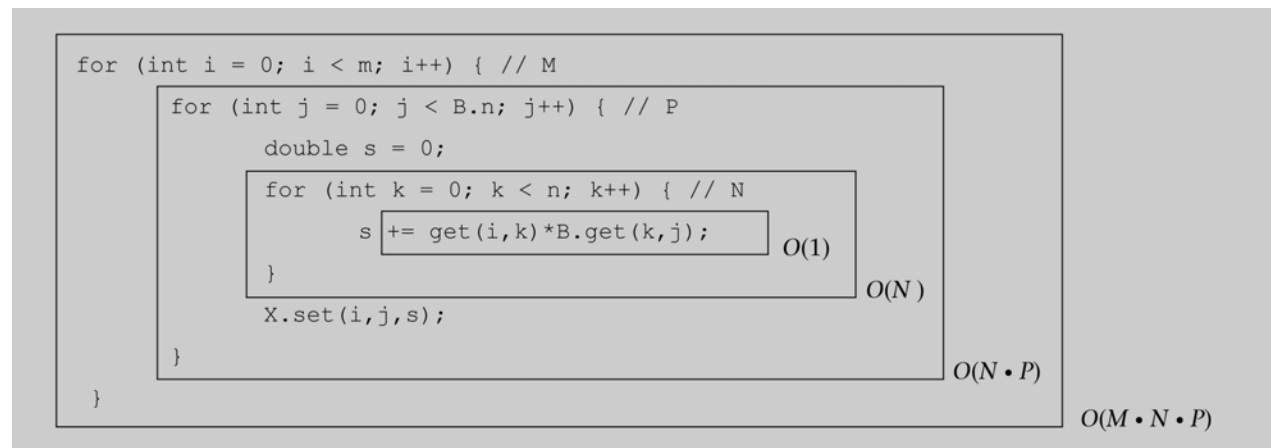 for (int i = 0; i < m; i++) { // M
for (int j = 0; j < B.n; j++) { // P
double s = 0;
for (int k = 0; k < n; k++) { // N
s += get(i,k)*B.get(k,j);
O(1)
}
O(N)
X.set(i,j,s);
}
O(N • P)
}
O(M • N • P)